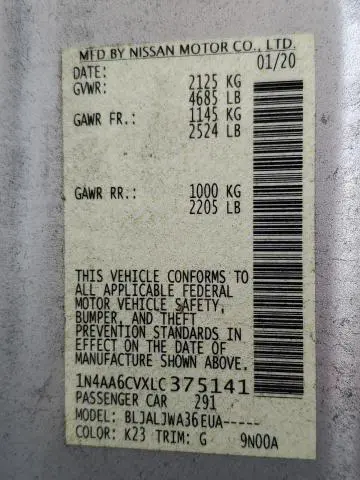 MFD BY NISSAN MOTOR CO., LTD.
DATE: 01/20
GVWR: 2125 KG
4685 LB
GAWR FR.: 1145 KG
2524 LB
GAWR RR.: 1000 KG
2205 LB
THIS VEHICLE CONFORMS TO
ALL APPLICABLE FEDERAL
MOTOR VEHICLE SAFETY,
BUMPER, AND THEFT
PREVENTION STANDARDS IN
EFFECT ON THE DATE OF
MANUFACTURE SHOWN ABOVE.
1N4AA6CVXLC375141
PASSENGER CAR 291
MODEL: BLJALJWA36EUA-----
COLOR: K23 TRIM: G 9N00A